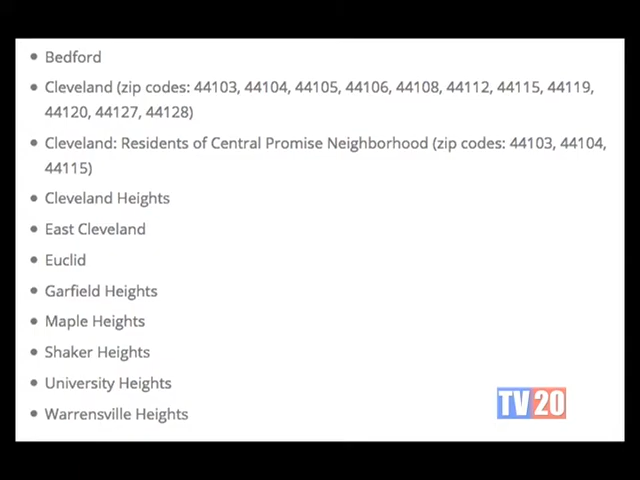 • Bedford
• Cleveland (zip codes: 44103, 44104, 44105, 44106, 44108, 44112, 44115, 44119,
44120, 44127, 44128)
• Cleveland: Residents of Central Promise Neighborhood (zip codes: 44103, 44104,
44115)
• Cleveland Heights
• East Cleveland
• Euclid
• Garfield Heights
• Maple Heights
• Shaker Heights
• University Heights
• Warrensville Heights
TV20